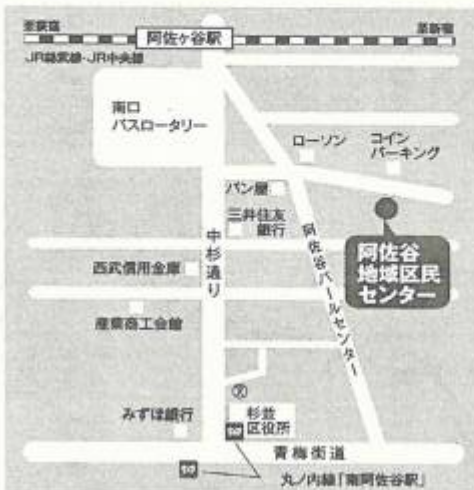 至荻窪
阿佐ヶ谷駅
至新宿
JR総武線・JR中央線
南口
バスロータリー
ローソン
コイン
パーキング
パン屋
三井住友
銀行
中杉通り
阿佐谷パールセンター
阿佐谷
地域区民
センター
西武信用金庫
産業商工会館
みずほ銀行
杉並
区役所
青梅街道
丸ノ内線「南阿佐谷駅」